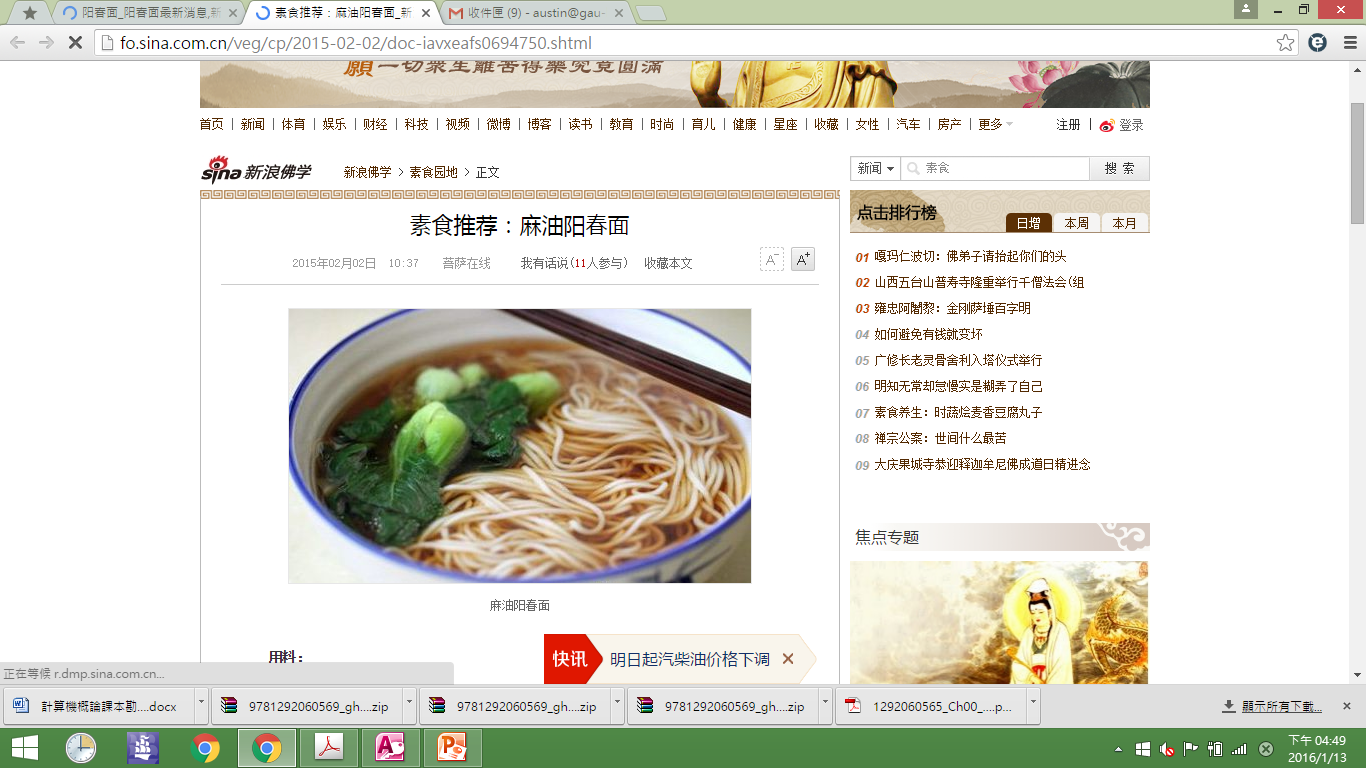 阳春面_阳春面最新消息,新
素食推荐：麻油阳春面_新
收件匣 (9) - austin@gau-
fo.sina.com.cn/veg/cp/2015-02-02/doc-iavxeafs0694750.shtml
願一切眾生離苦得樂究竟圓滿
首页 | 新闻 | 体育 | 娱乐 | 财经 | 科技 | 视频 | 微博 | 博客 | 读书 | 教育 | 时尚 | 育儿 | 健康 | 星座 | 收藏 | 女性 | 汽车 | 房产 | 更多
注册 | 登录
sina 新浪佛学
新浪佛学 > 素食园地 > 正文
新闻 素食 搜 索
素食推荐：麻油阳春面
2015年02月02日 10:37 菩萨在线 我有话说(11人参与) 收藏本文
A- A+
麻油阳春面
用料：
快讯 明日起汽柴油价格下调
点击排行榜 日增 本周 本月
01 嘎玛仁波切：佛弟子请抬起你们的头
02 山西五台山普寿寺隆重举行千僧法会(组
03 雍忠阿闍黎：金刚萨埵百字明
04 如何避免有钱就变坏
05 广修长老灵骨舍利入塔仪式举行
06 明知无常却怠慢实是糊弄了自己
07 素食养生：时蔬烩麦香豆腐丸子
08 禅宗公案：世间什么最苦
09 大庆果城寺恭迎释迦牟尼佛成道日精进念
焦点专题
正在等候 r.dmp.sina.com.cn...
計算機概論課本勘....docx
9781292060569_gh....zip
9781292060569_gh....zip
9781292060569_gh....zip
1292060565_Ch00_....p...
顯示所有下載...
下午 04:49
2016/1/13